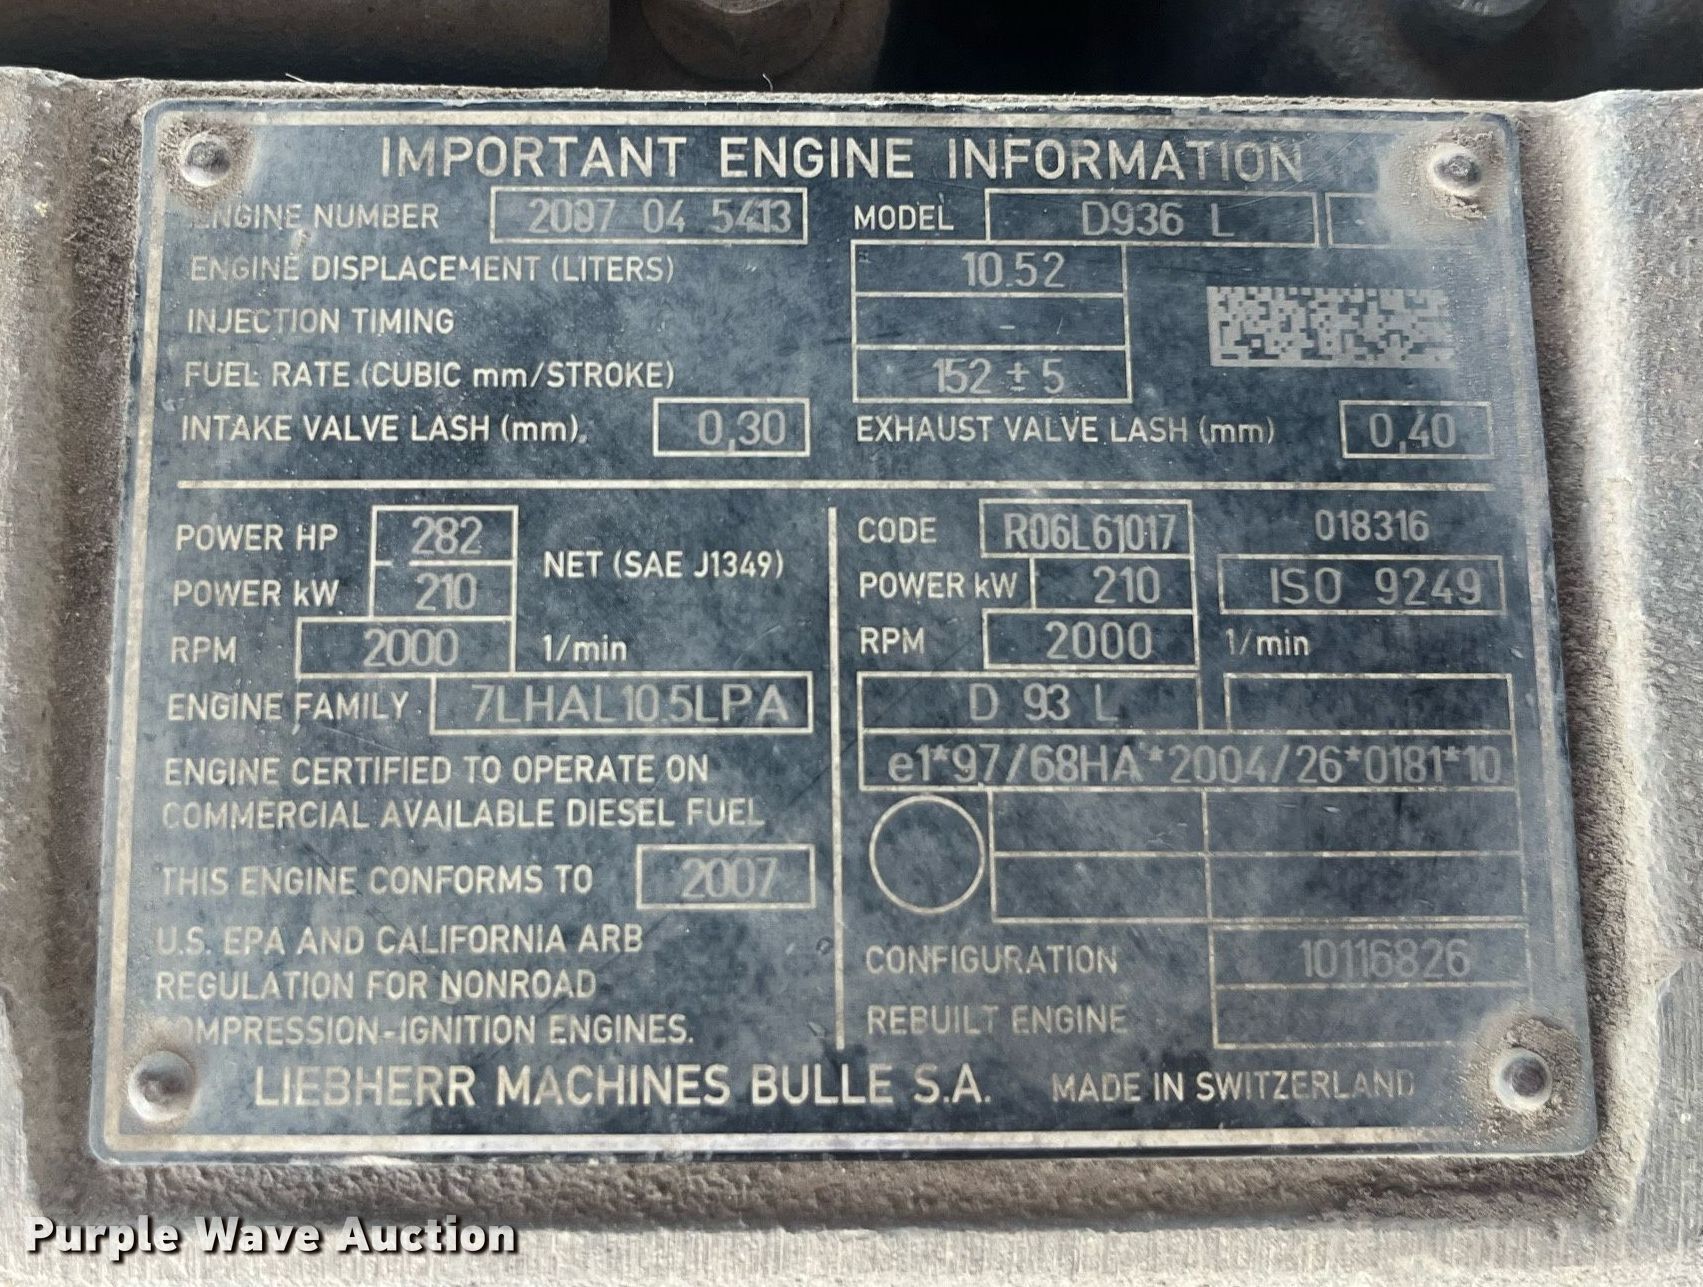 IMPORTANT ENGINE INFORMATION
ENGINE NUMBER 2007 04 5413 MODEL D936 L -
ENGINE DISPLACEMENT (LITERS) 10.52
INJECTION TIMING -
FUEL RATE (CUBIC mm/STROKE) 152 ± 5
INTAKE VALVE LASH (mm). 0,30 EXHAUST VALVE LASH (mm) 0,40
POWER HP 282
POWER kW 210
NET (SAE J1349)
RPM 2000 1/min
ENGINE FAMILY 7LHAL10.5LPA
ENGINE CERTIFIED TO OPERATE ON
COMMERCIAL AVAILABLE DIESEL FUEL
THIS ENGINE CONFORMS TO 2007
U.S. EPA AND CALIFORNIA ARB
REGULATION FOR NONROAD
COMPRESSION-IGNITION ENGINES.
CODE R06L61017 018316
POWER kW 210 ISO 9249
RPM 2000 1/min
D 93 L
e1*97/68HA*2004/26*0181*10
CONFIGURATION 10116826
REBUILT ENGINE
LIEBHERR MACHINES BULLE S.A. MADE IN SWITZERLAND
Purple Wave Auction